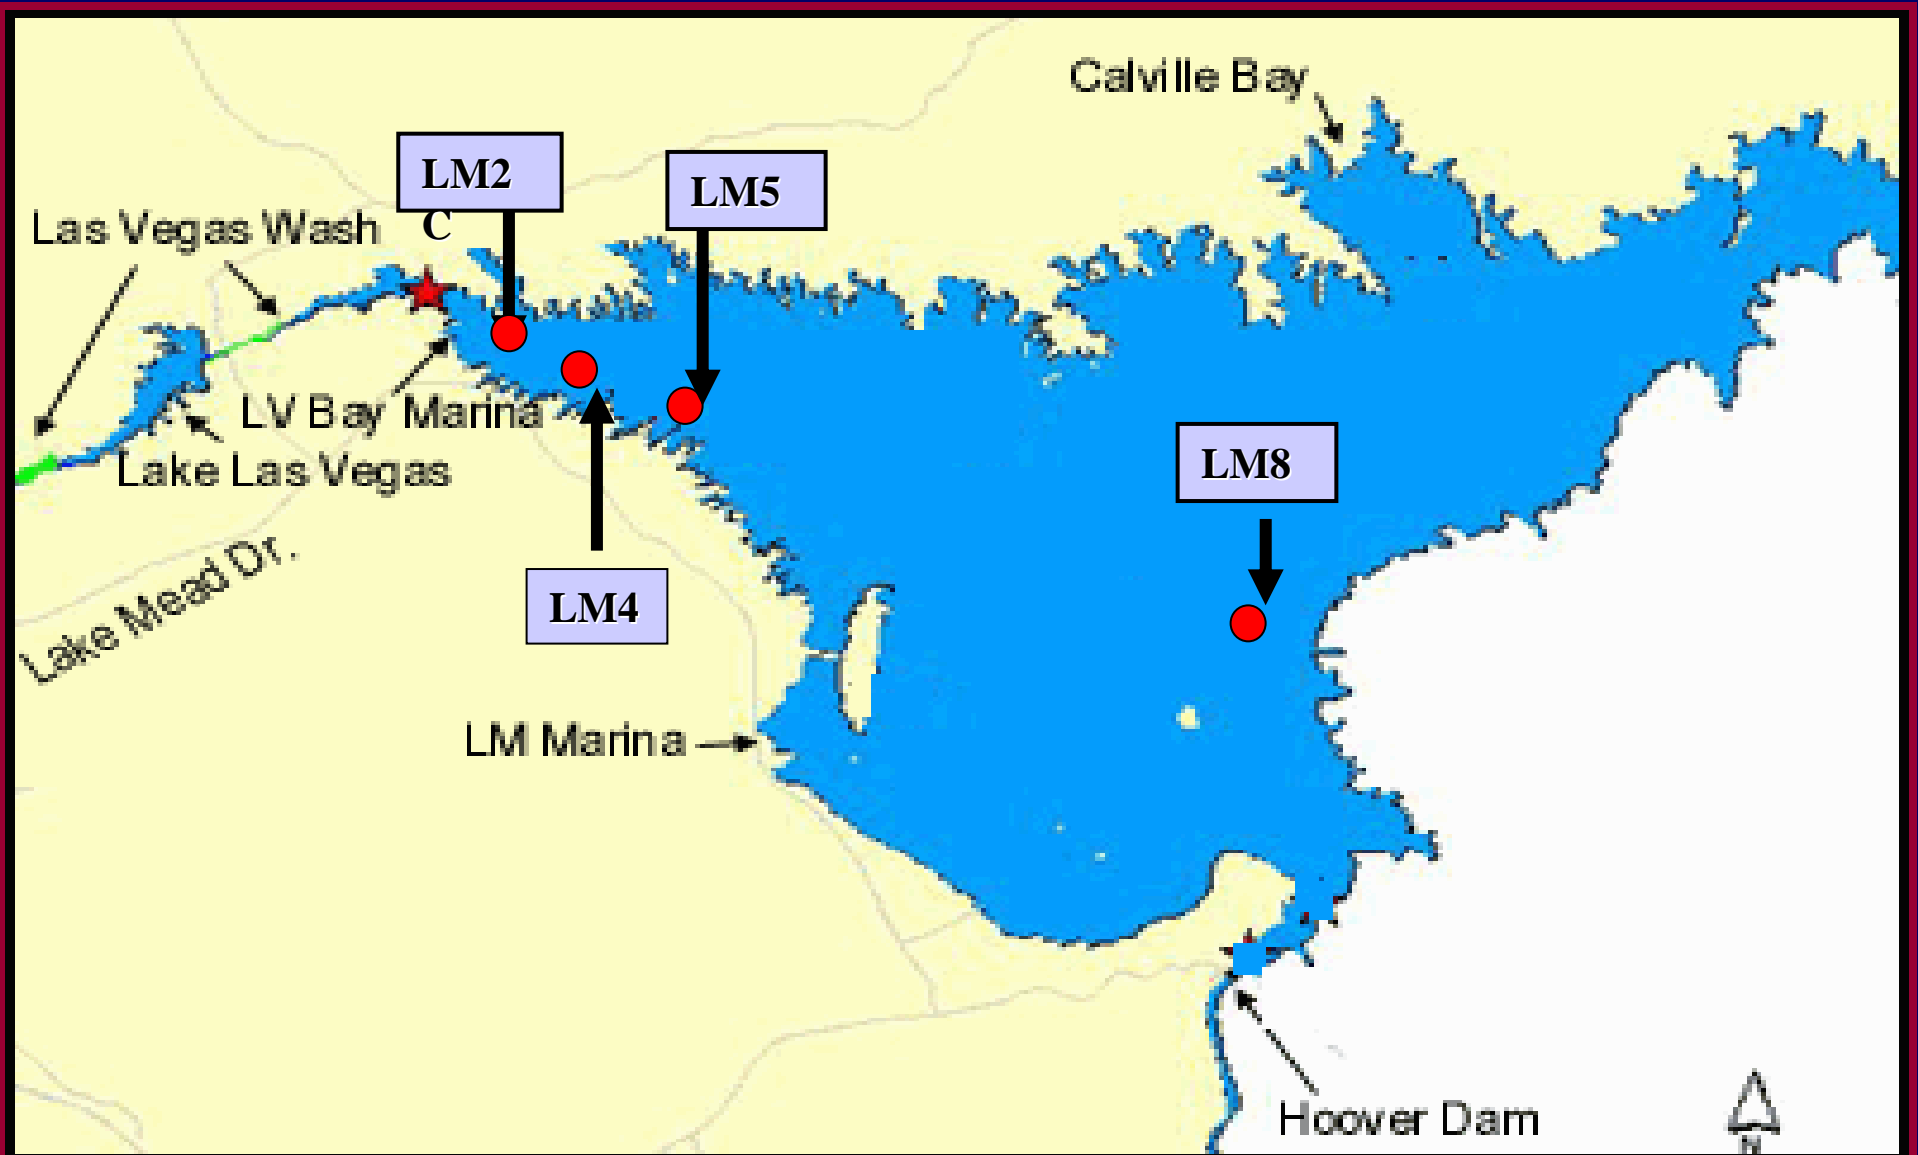 Calville Bay
LM2
C
LM5
Las Vegas Wash
LV Bay Marina
Lake Las Vegas
LM8
Lake Mead Dr.
LM4
LM Marina
Hoover Dam
N